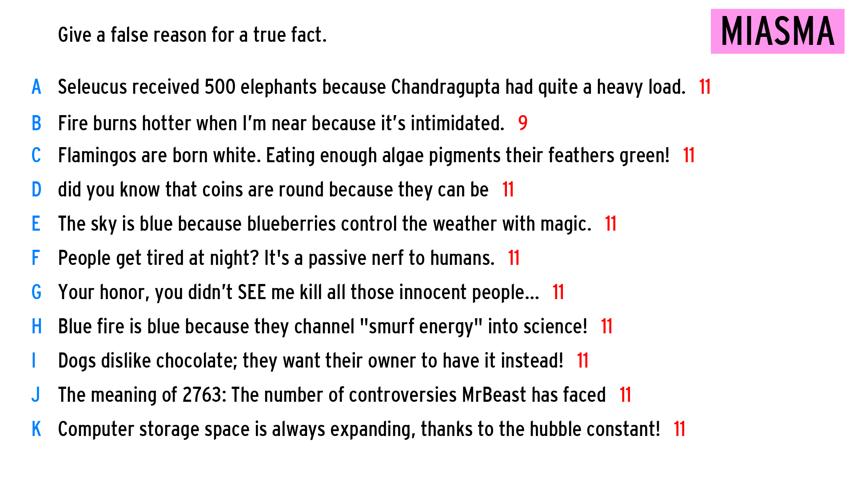 Give a false reason for a true fact.
MIASMA
A Seleucus received 500 elephants because Chandragupta had quite a heavy load. 11
B Fire burns hotter when I’m near because it’s intimidated. 9
C Flamingos are born white. Eating enough algae pigments their feathers green! 11
D did you know that coins are round because they can be 11
E The sky is blue because blueberries control the weather with magic. 11
F People get tired at night? It's a passive nerf to humans. 11
G Your honor, you didn’t SEE me kill all those innocent people... 11
H Blue fire is blue because they channel "smurf energy" into science! 11
I Dogs dislike chocolate; they want their owner to have it instead! 11
J The meaning of 2763: The number of controversies MrBeast has faced 11
K Computer storage space is always expanding, thanks to the hubble constant! 11